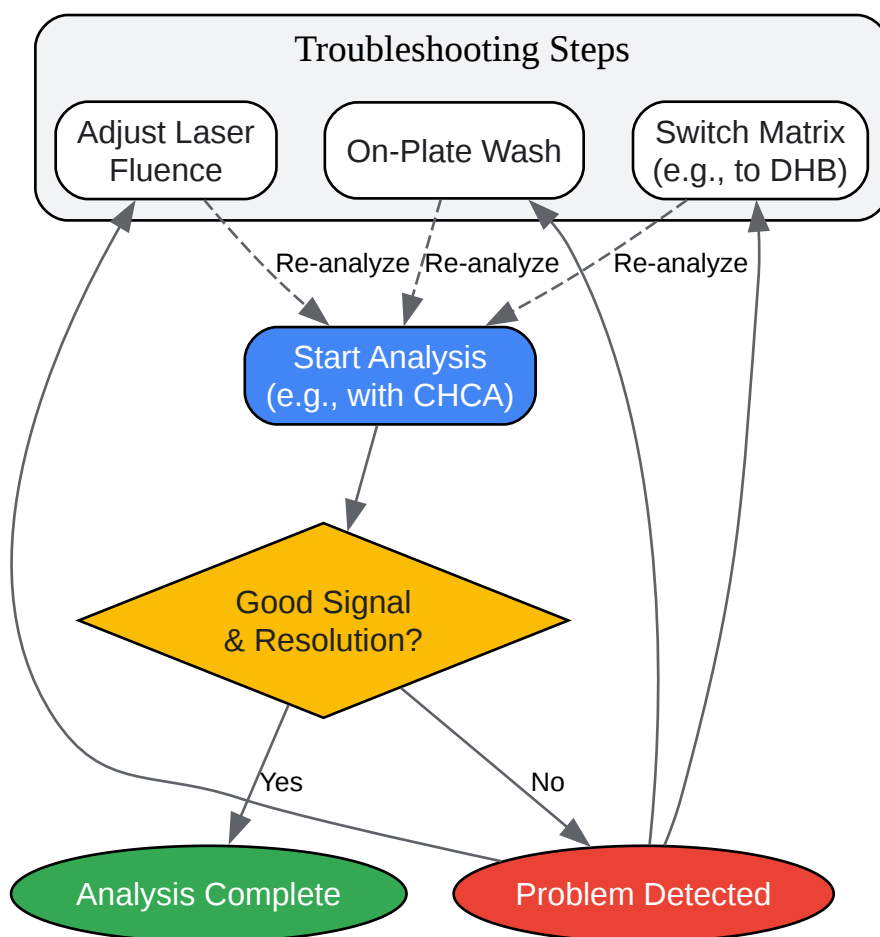 Troubleshooting Steps
Adjust Laser
Fluence
On-Plate Wash
Switch Matrix
(e.g., to DHB)
Re-analyze
Re-analyze
Re-analyze
Start Analysis
(e.g., with CHCA)
Good Signal
& Resolution?
Yes
No
Analysis Complete
Problem Detected